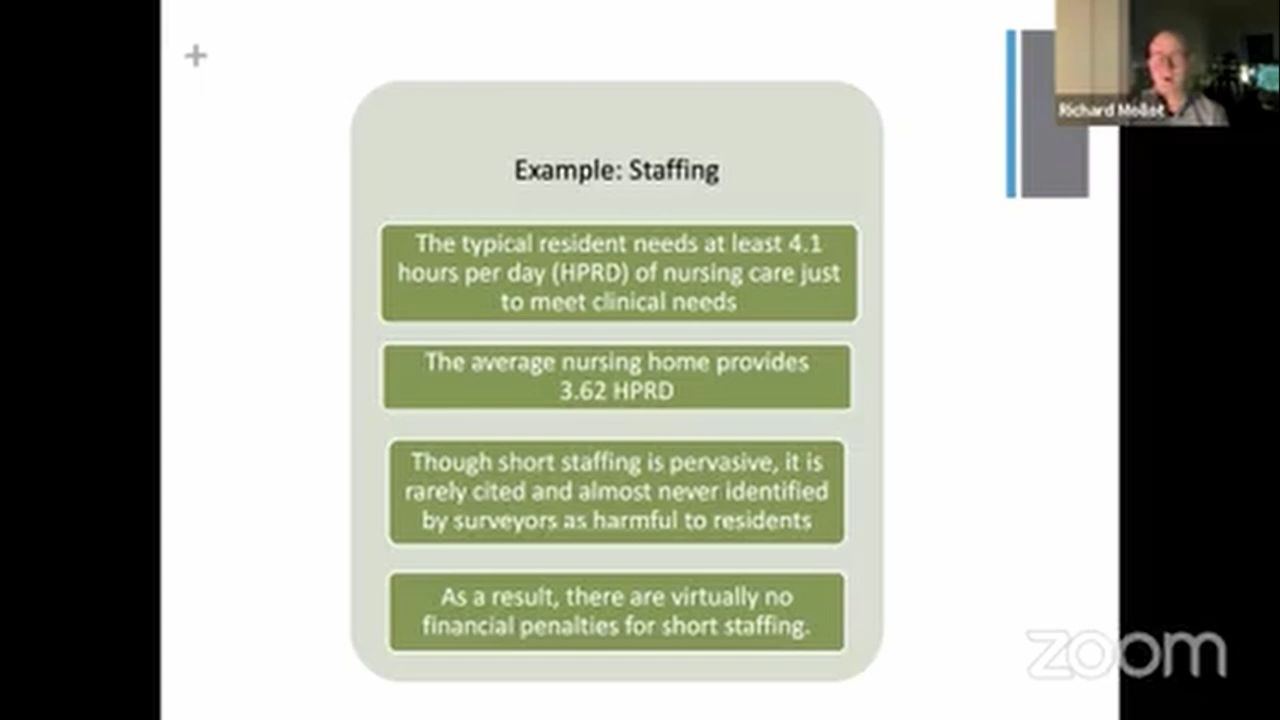 +
Richard Mollot
Example: Staffing
The typical resident needs at least 4.1
hours per day (HPRD) of nursing care just
to meet clinical needs
The average nursing home provides
3.62 HPRD
Though short staffing is pervasive, it is
rarely cited and almost never identified
by surveyors as harmful to residents
As a result, there are virtually no
financial penalties for short staffing.
zoom